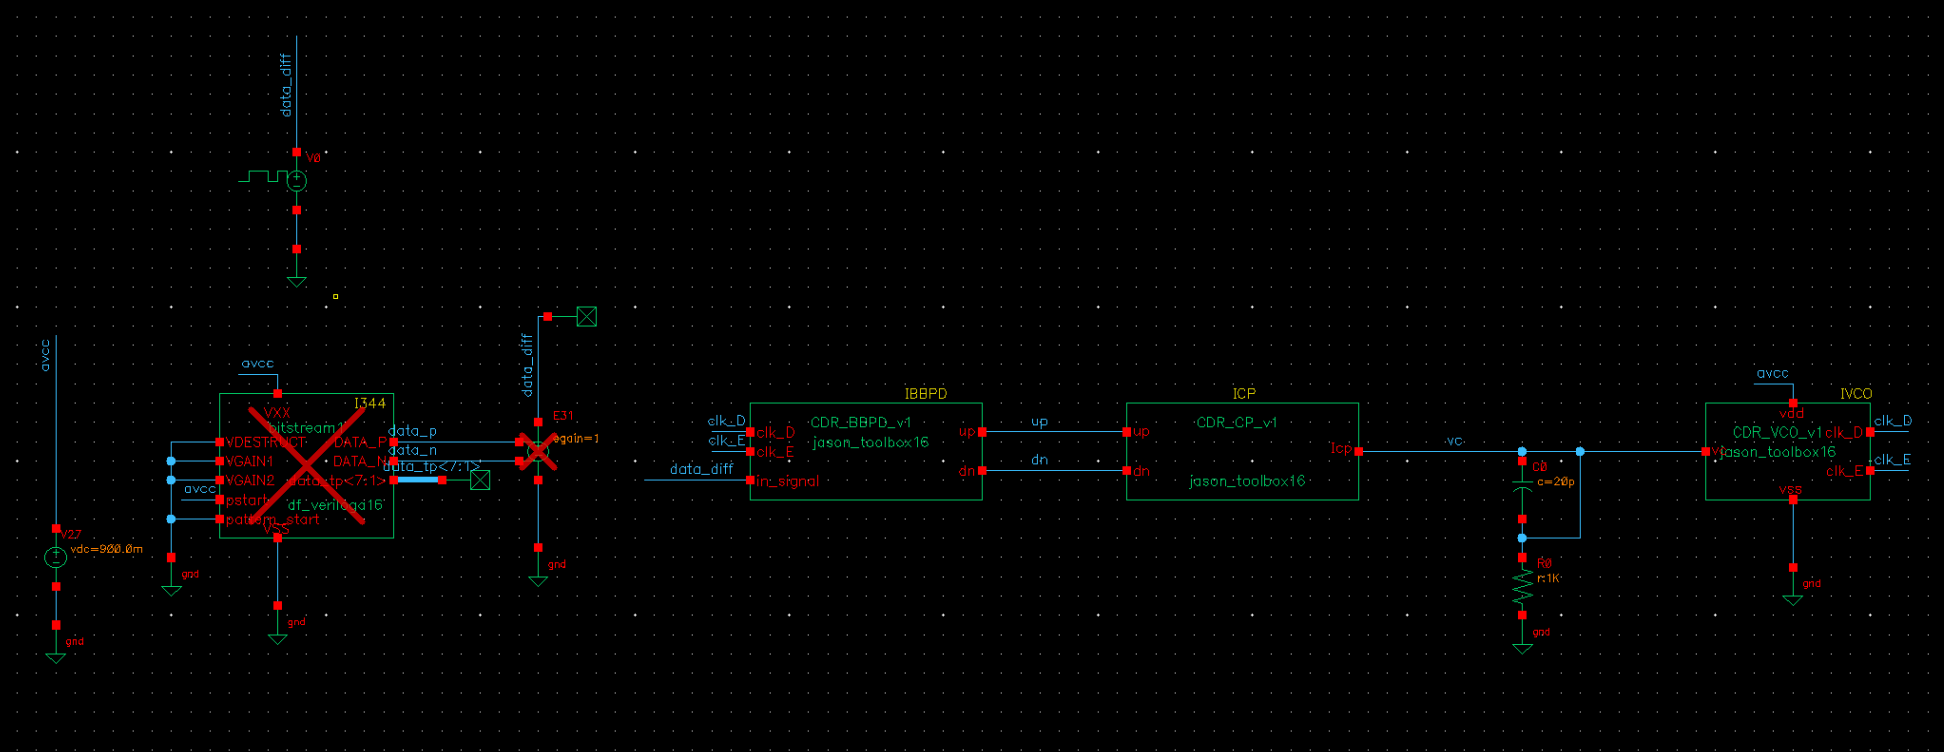 data_diff
V0
avcc
V27
vdc=900.0m
gnd
avcc
I344
VXX
bitstream1
VDESTRUCT
DATA_P
VGAIN1
DATA_N
VGAIN2
data_tp<7:1>
avcc
pstart
df_veriloga16
pattern_start
VSS
gnd
gnd
data_p
data_n
data_tp<7:1>
data_diff
E31
egain=1
gnd
IBBPD
clk_D
clk_E
data_diff
clk_D
clk_E
in_signal
CDR_BBPD_v1
jason_toolbox16
up
dn
up
dn
ICP
up
dn
CDR_CP_v1
jason_toolbox16
Icp
vc
C0
c=20p
R0
r:1K
gnd
avcc
IVCO
vdd
CDR_VCO_v1
jason_toolbox16
clk_D
clk_E
vss
clk_D
clk_E
gnd